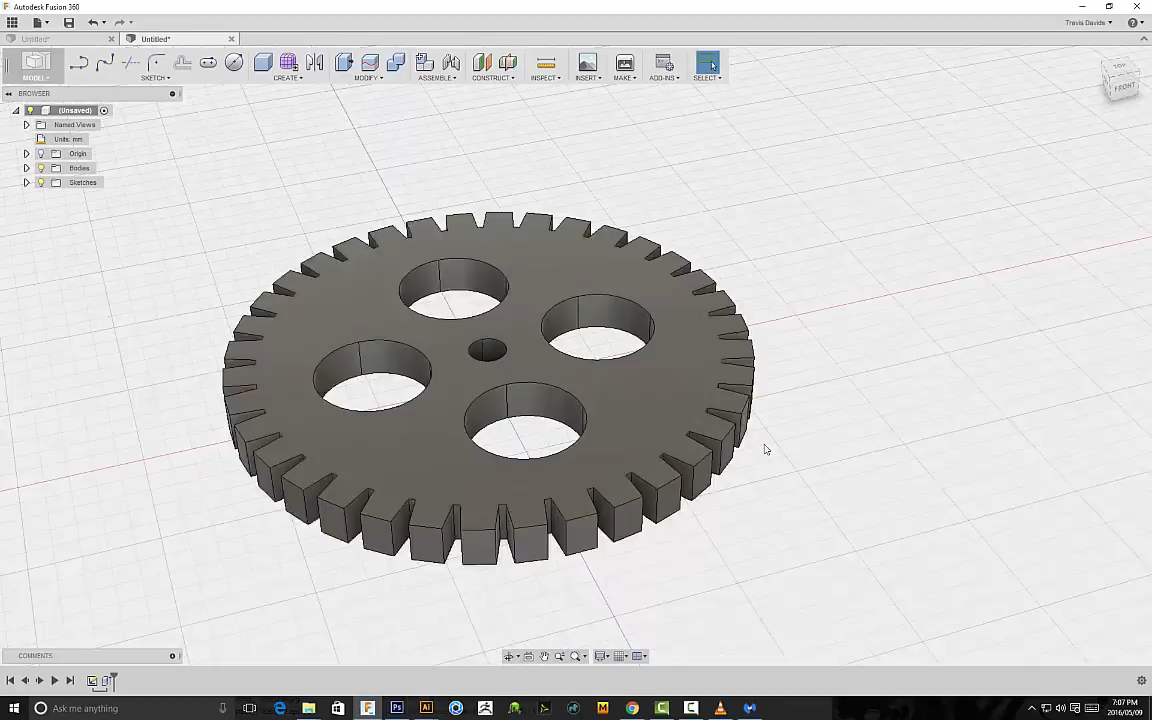 Autodesk Fusion 360
Untitled*
Untitled*
Travis Davids
MODEL
SKETCH
CREATE
MODIFY
ASSEMBLE
CONSTRUCT
INSPECT
INSERT
MAKE
ADD-INS
SELECT
BROWSER
(Unsaved)
Named Views
Units: mm
Origin
Bodies
Sketches
TOP
FRONT
COMMENTS
Ask me anything
7:07 PM
2016/05/09